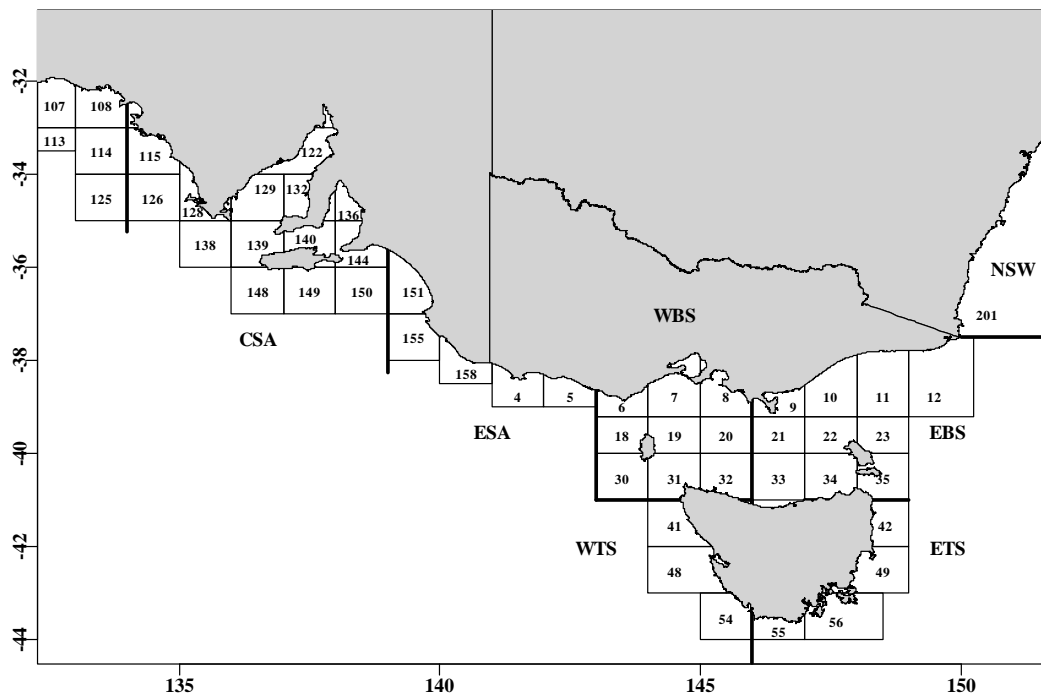 -32
107 108
113 114 115 122
-34
125 126 128 129 132 136
138 139 140 144
-36
148 149 150 151 NSW
WBS 201
CSA 155
-38
158
4 5 6 7 8 9 10 11 12
ESA 18 19 20 21 22 23 EBS
-40
30 31 32 33 34 35
41 42
WTS ETS
-42
48 49
54 55 56
-44
135 140 145 150